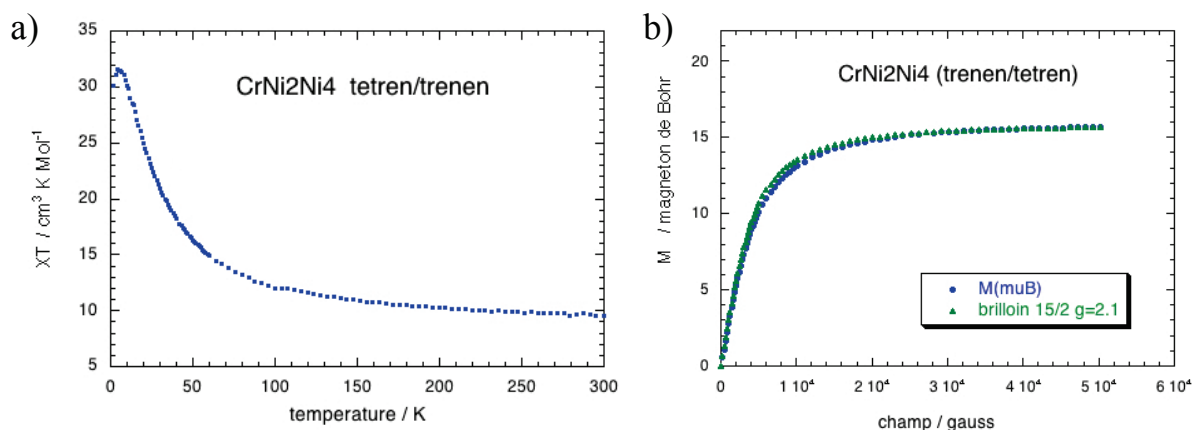 a)
CrNi2Ni4 tetren/trenen
XT / cm³ K Mol⁻¹
35
30
25
20
15
10
5
0 50 100 150 200 250 300
temperature / K
b)
CrNi2Ni4 (trenen/tetren)
M / magneton de Bohr
20
15
10
5
0
M(muB)
brilloin 15/2 g=2.1
0 1 10⁴ 2 10⁴ 3 10⁴ 4 10⁴ 5 10⁴ 6 10⁴
champ / gauss